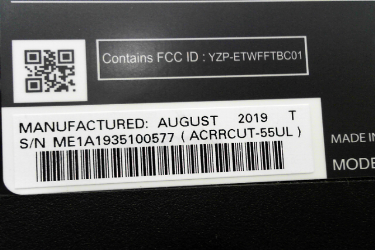 Contains FCC ID : YZP-ETWFFTBC01
MANUFACTURED: AUGUST 2019 T
S/N ME1A1935100577 ( ACRRCUT-55UL )
MADE IN
MODE